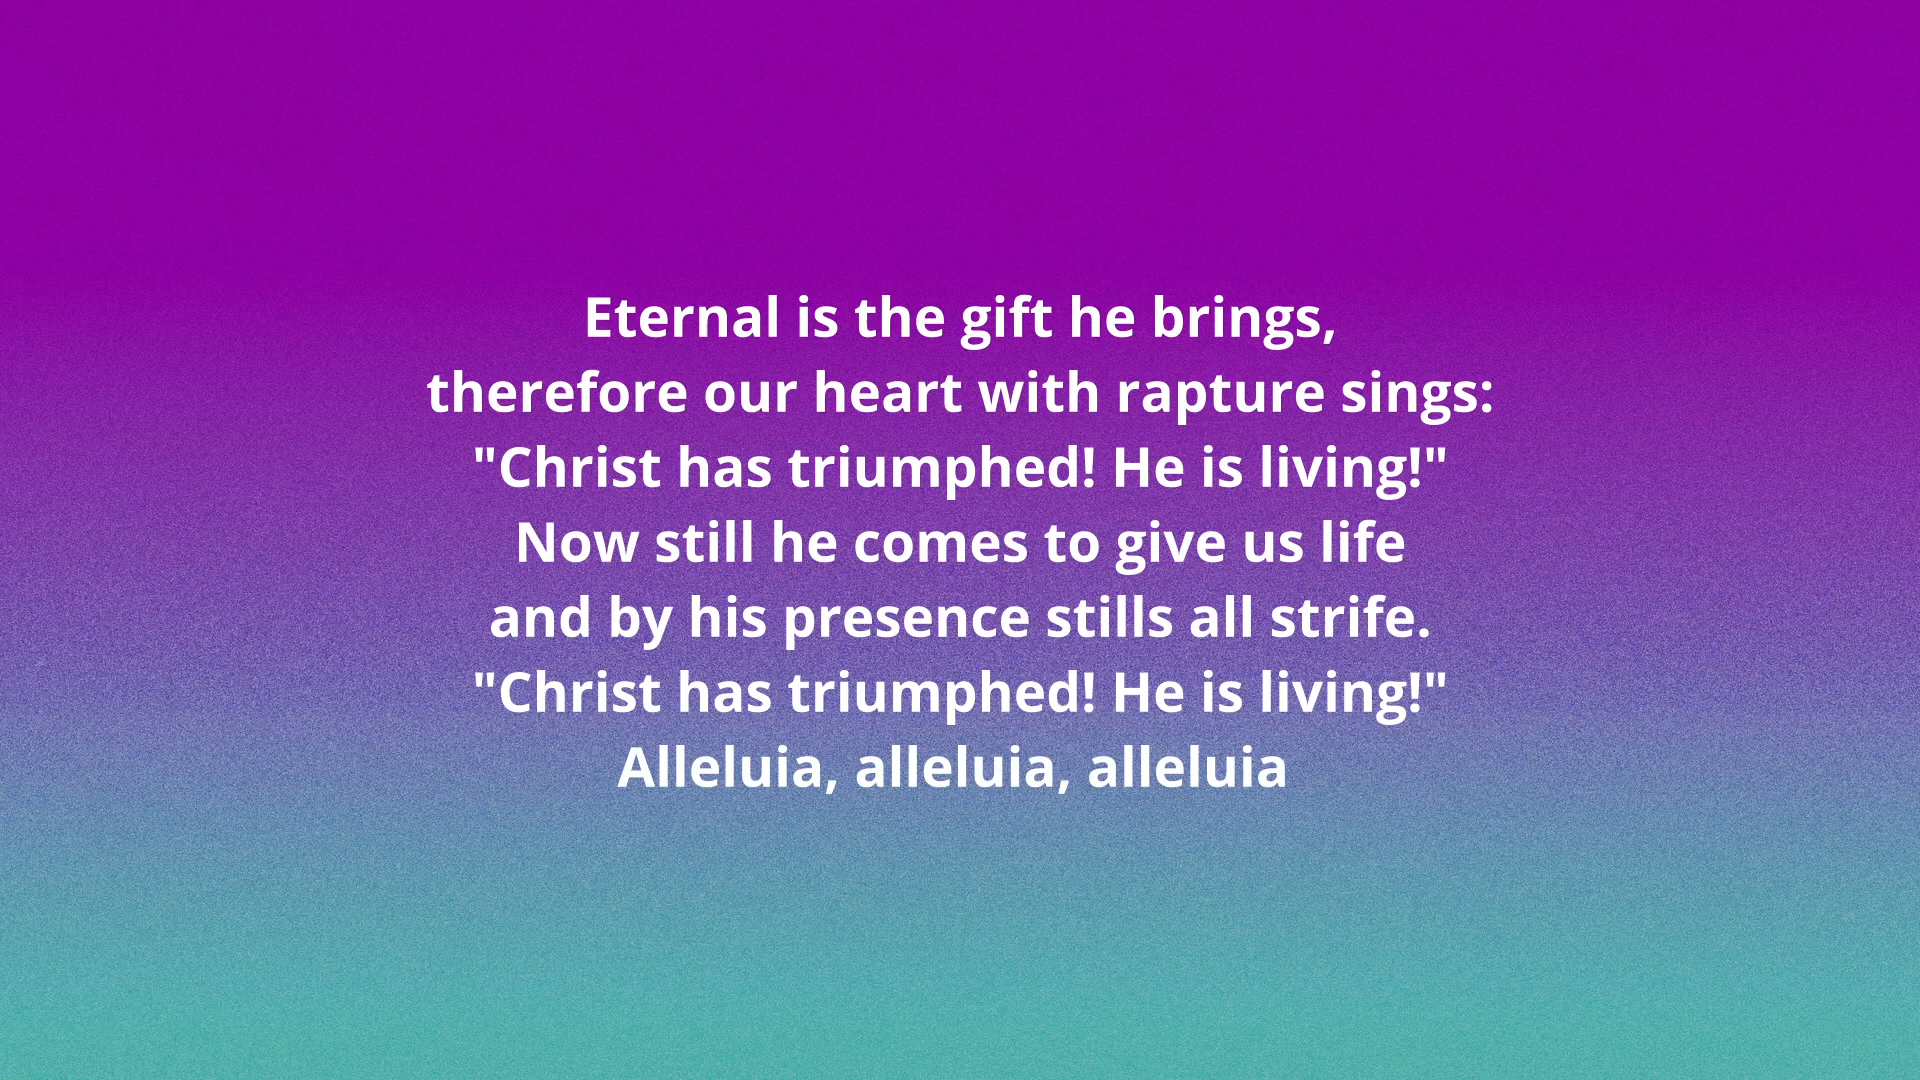 Eternal is the gift he brings,
therefore our heart with rapture sings:
"Christ has triumphed! He is living!"
Now still he comes to give us life
and by his presence stills all strife.
"Christ has triumphed! He is living!"
Alleluia, alleluia, alleluia